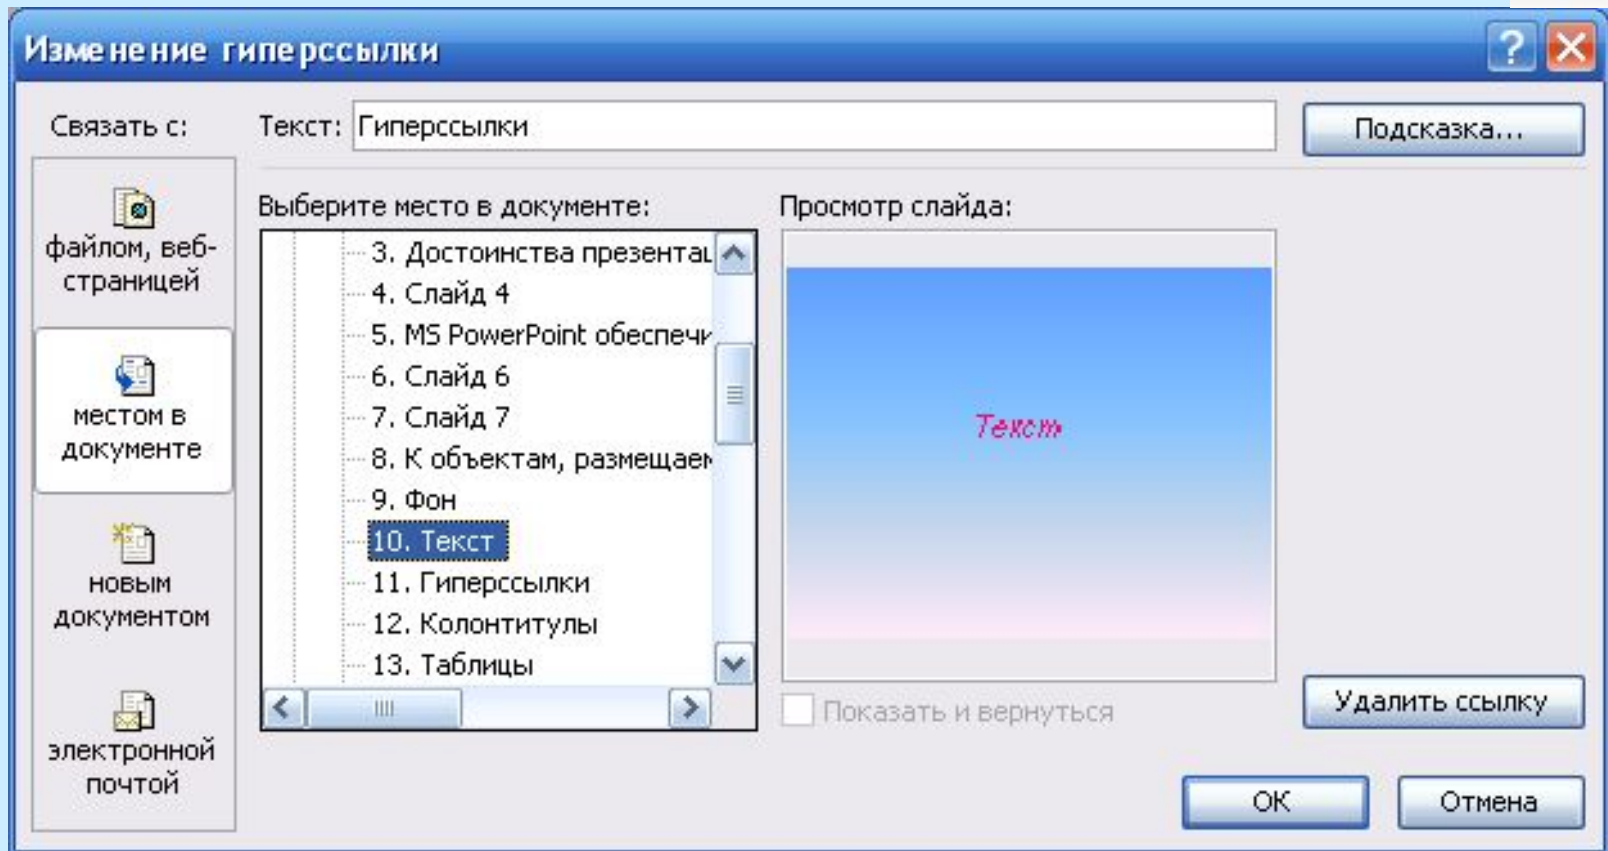 Изменение гиперссылки
Связать с:
Текст: Гиперссылки
Подсказка...
файлом, веб-
страницей
местом в
документе
новым
документом
электронной
почтой
Выберите место в документе:
3. Достоинства презентац
4. Слайд 4
5. MS PowerPoint обеспечи
6. Слайд 6
7. Слайд 7
8. К объектам, размещаем
9. Фон
10. Текст
11. Гиперссылки
12. Колонтитулы
13. Таблицы
Просмотр слайда:
Текст
Показать и вернуться
Удалить ссылку
ОК
Отмена